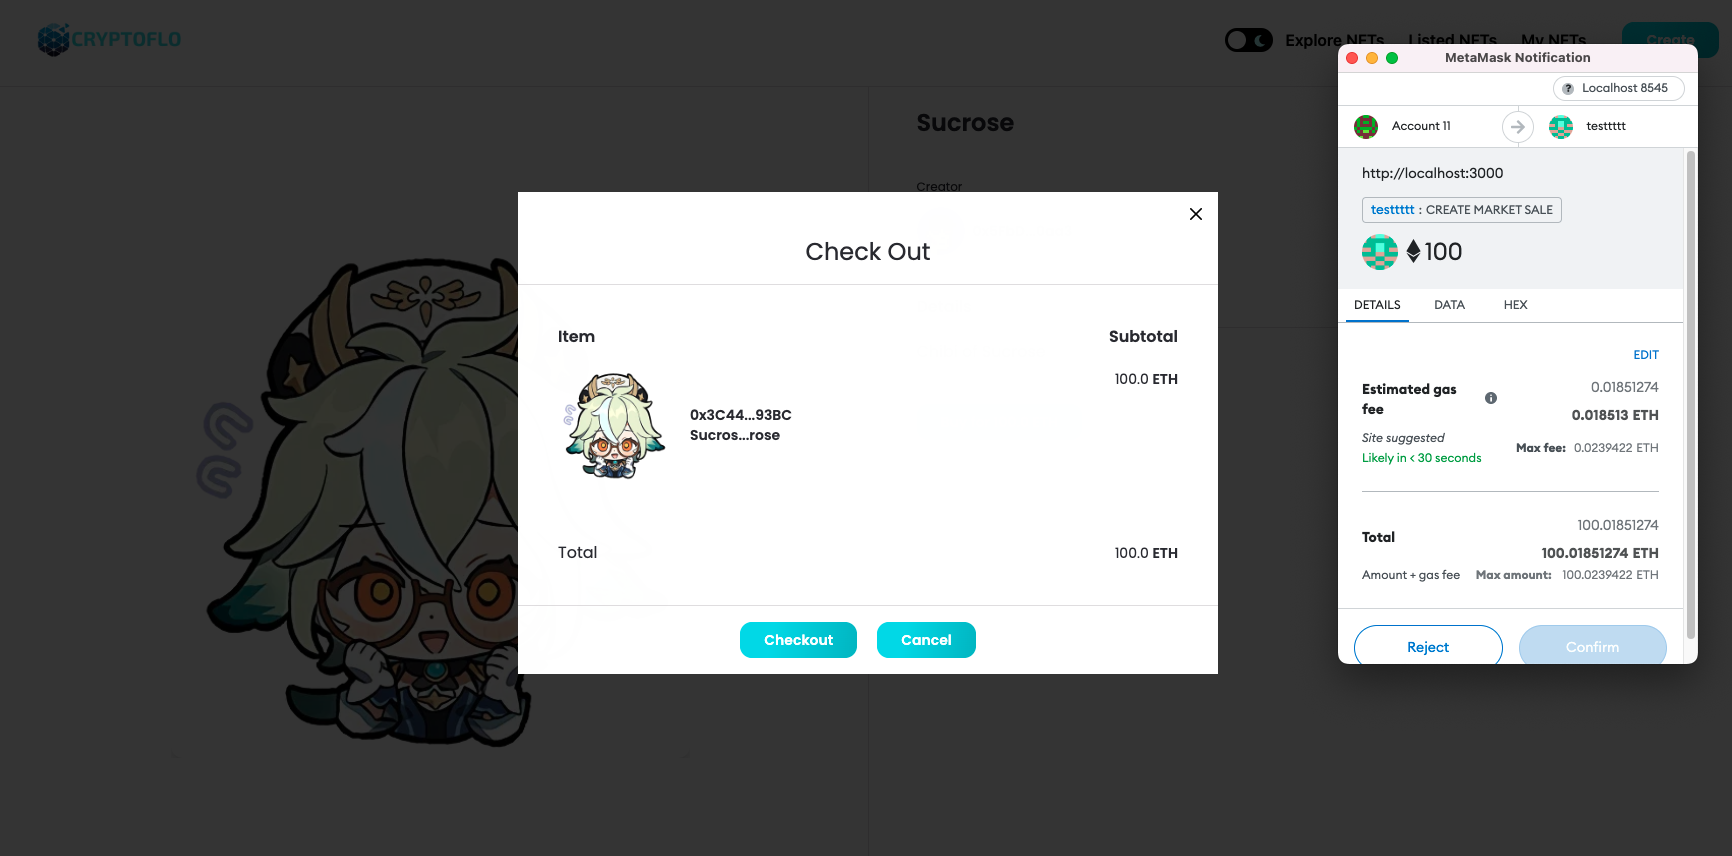 CRYPTOFLO
Explore NFTs Listed NFTs My NFTs Create
Sucrose
Creator
Check Out
Item Subtotal
100.0 ETH
0x3C44...93BC
Sucros...rose
Total 100.0 ETH
Checkout Cancel
MetaMask Notification
? Localhost 8545
Account 11 testtttt
http://localhost:3000
testtttt : CREATE MARKET SALE
100
DETAILS DATA HEX
EDIT
Estimated gas fee i 0.01851274
0.018513 ETH
Site suggested
Likely in < 30 seconds
Max fee: 0.0239422 ETH
Total 100.01851274
100.01851274 ETH
Amount + gas fee Max amount: 100.0239422 ETH
Reject Confirm